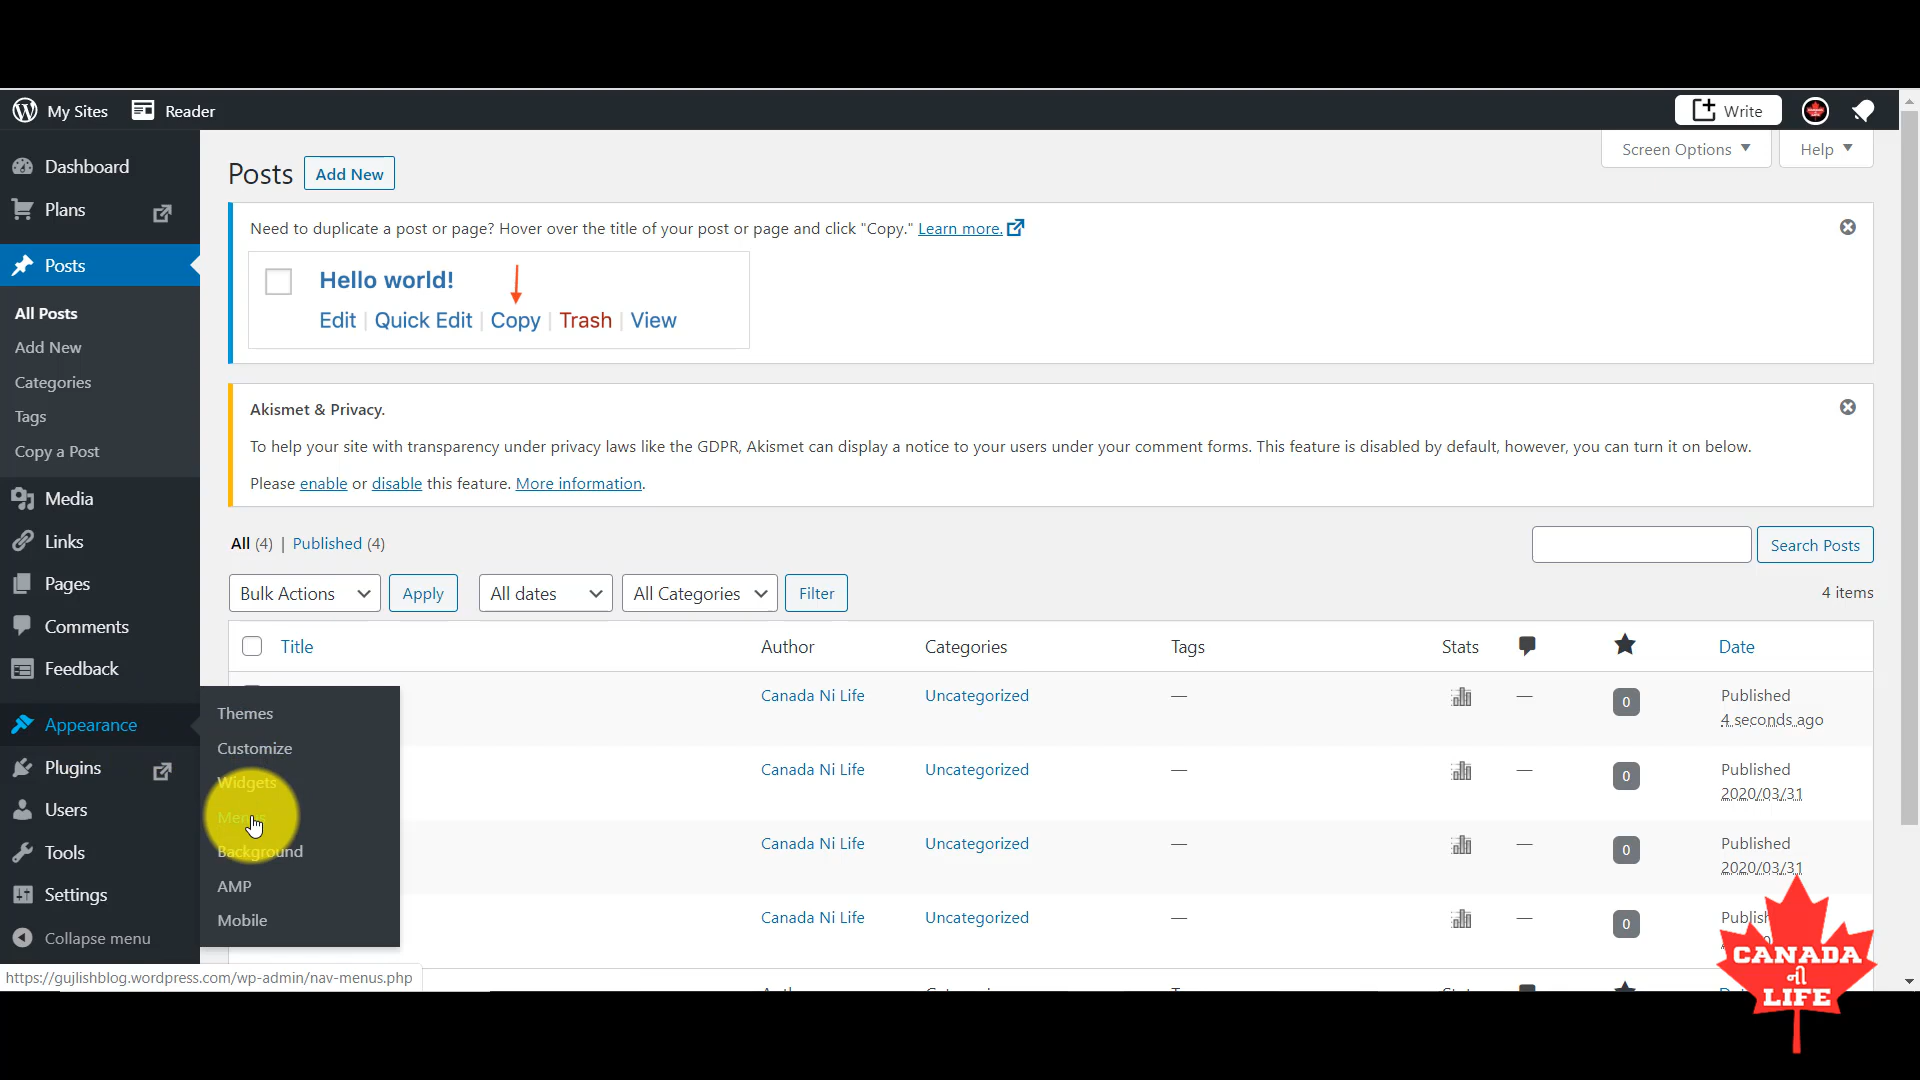 My Sites
Reader
Write
Dashboard
Plans
Posts
All Posts
Add New
Categories
Tags
Copy a Post
Media
Links
Pages
Comments
Feedback
Appearance
Plugins
Users
Tools
Settings
Collapse menu
Themes
Customize
Widgets
Menus
Background
AMP
Mobile
Screen Options
Help
Posts Add New
Need to duplicate a post or page? Hover over the title of your post or page and click "Copy." Learn more.
Hello world!
Edit | Quick Edit | Copy | Trash | View
Akismet & Privacy.
To help your site with transparency under privacy laws like the GDPR, Akismet can display a notice to your users under your comment forms. This feature is disabled by default, however, you can turn it on below.
Please enable or disable this feature. More information.
All (4) | Published (4)
Search Posts
Bulk Actions Apply All dates All Categories Filter
4 items
Title Author Categories Tags Stats Date
Canada Ni Life Uncategorized — — 0 Published
4 seconds ago
Canada Ni Life Uncategorized — — 0 Published
2020/03/31
Canada Ni Life Uncategorized — — 0 Published
2020/03/31
Canada Ni Life Uncategorized — — 0
https://gujlishblog.wordpress.com/wp-admin/nav-menus.php
CANADA
ની
LIFE